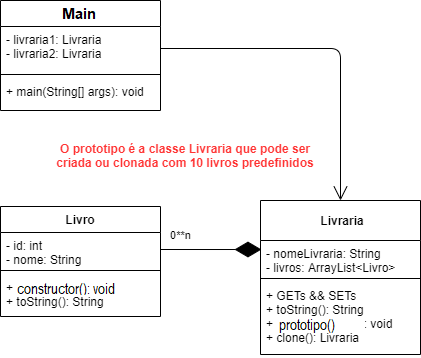 Main
- livraria1: Livraria
- livraria2: Livraria
+ main(String[] args): void
O prototipo é a classe Livraria que pode ser
criada ou clonada com 10 livros predefinidos
Livro
- id: int
- nome: String
+ constructor(): void
+ toString(): String
0**n
Livraria
- nomeLivraria: String
- livros: ArrayList<Livro>
+ GETs && SETs
+ toString(): String
+ prototipo() : void
+ clone(): Livraria